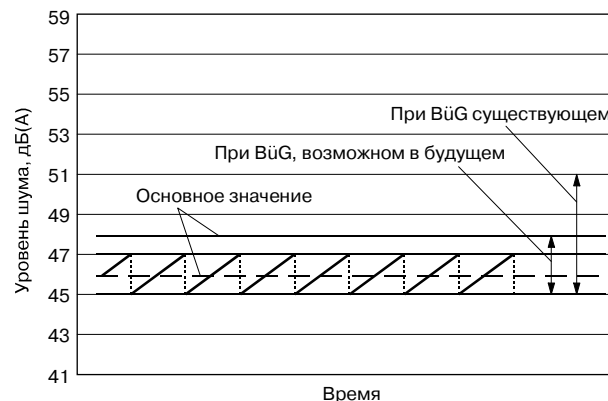 59
57
55
53
51
49
47
45
43
41
Уровень шума, дБ(А)
При BüG существующем
При BüG, возможном в будущем
Основное значение
Время